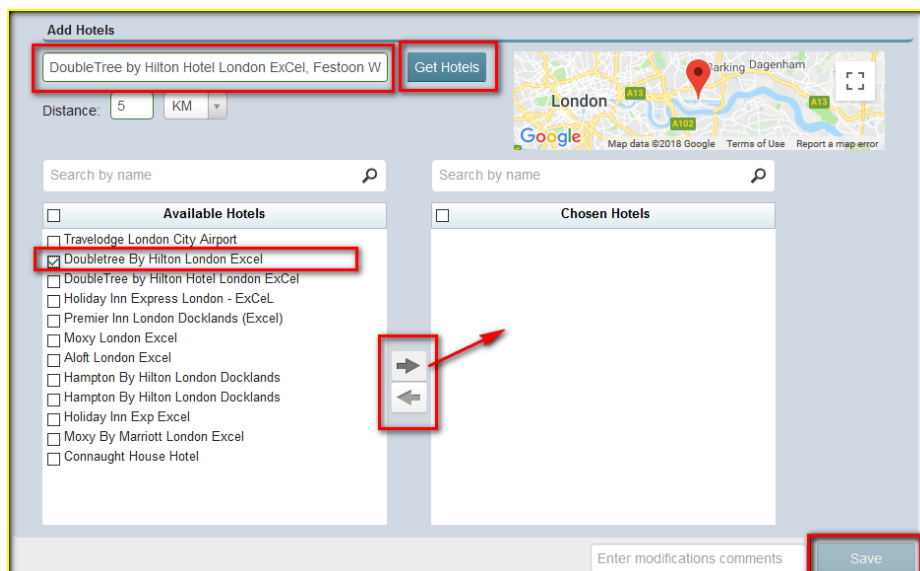 Add Hotels
DoubleTree by Hilton Hotel London ExCel, Festoon W
Get Hotels
Distance: 5 KM
London
Barking Dagenham
A13
A13
A102
Google
Map data ©2018 Google Terms of Use Report a map error
Search by name
Search by name
Available Hotels
Chosen Hotels
Travelodge London City Airport
Doubletree By Hilton London Excel
DoubleTree by Hilton Hotel London ExCel
Holiday Inn Express London - ExCeL
Premier Inn London Docklands (Excel)
Moxy London Excel
Aloft London Excel
Hampton By Hilton London Docklands
Hampton By Hilton London Docklands
Holiday Inn Exp Excel
Moxy By Marriott London Excel
Connaught House Hotel
Enter modifications comments
Save